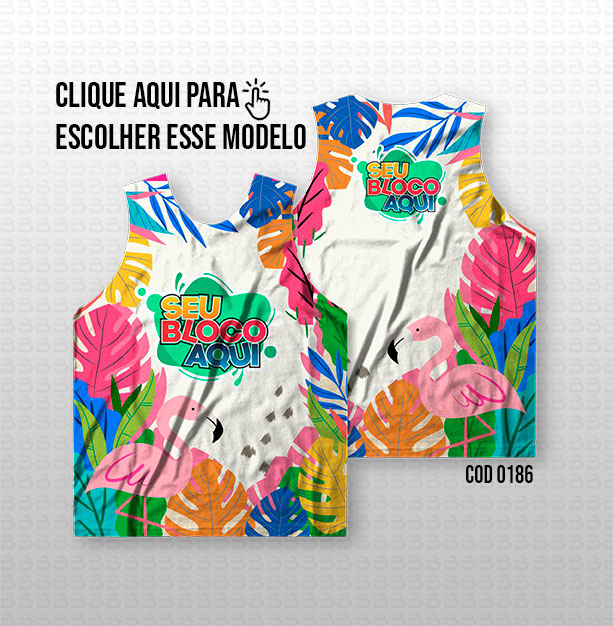 CLIQUE AQUI PARA
ESCOLHER ESSE MODELO
SEU
BLOCO
AQUI
SEU
BLOCO
AQUI
COD 0186